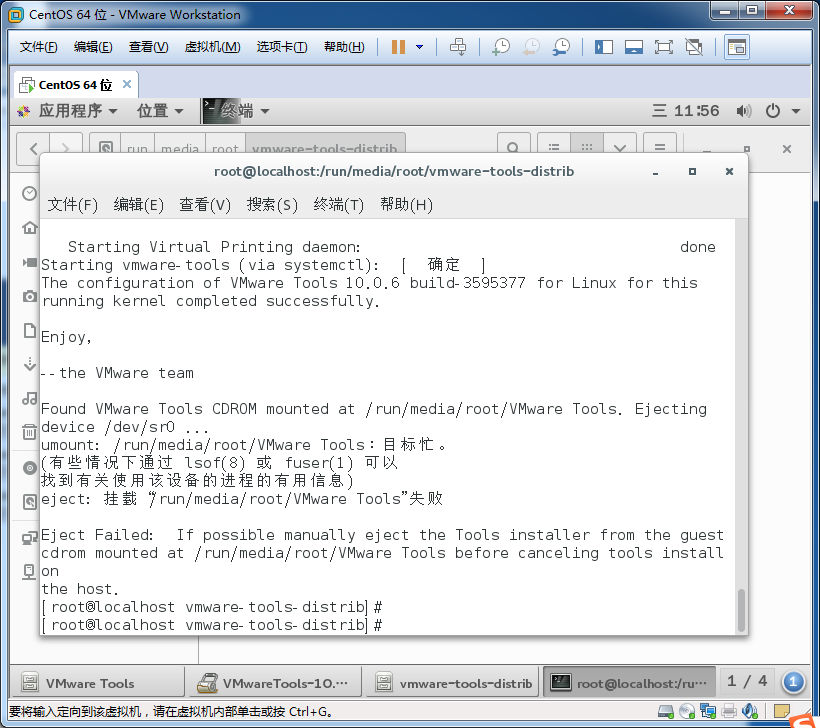 CentOS 64 位 - VMware Workstation
文件(F) 编辑(E) 查看(V) 虚拟机(M) 选项卡(T) 帮助(H)
CentOS 64 位
应用程序 位置 终端 三 11:56
run media root vmware-tools-distrib
root@localhost:/run/media/root/vmware-tools-distrib
文件(F) 编辑(E) 查看(V) 搜索(S) 终端(T) 帮助(H)
Starting Virtual Printing daemon: done
Starting vmware-tools (via systemctl): [ 确定 ]
The configuration of VMware Tools 10.0.6 build-3595377 for Linux for this
running kernel completed successfully.
Enjoy,
--the VMware team
Found VMware Tools CDROM mounted at /run/media/root/VMware Tools. Ejecting
device /dev/sr0 ...
umount: /run/media/root/VMware Tools：目标忙。
(有些情况下通过 lsof(8) 或 fuser(1) 可以
找到有关使用该设备的进程的有用信息)
eject: 挂载 “/run/media/root/VMware Tools”失败
Eject Failed: If possible manually eject the Tools installer from the guest
cdrom mounted at /run/media/root/VMware Tools before canceling tools install
on
the host.
[root@localhost vmware-tools-distrib]#
[root@localhost vmware-tools-distrib]#
VMware Tools VMwareTools-10.··· vmware-tools-distrib root@localhost:/ru··· 1 / 4 1
要将输入定向到该虚拟机，请在虚拟机内部单击或按 Ctrl+G。